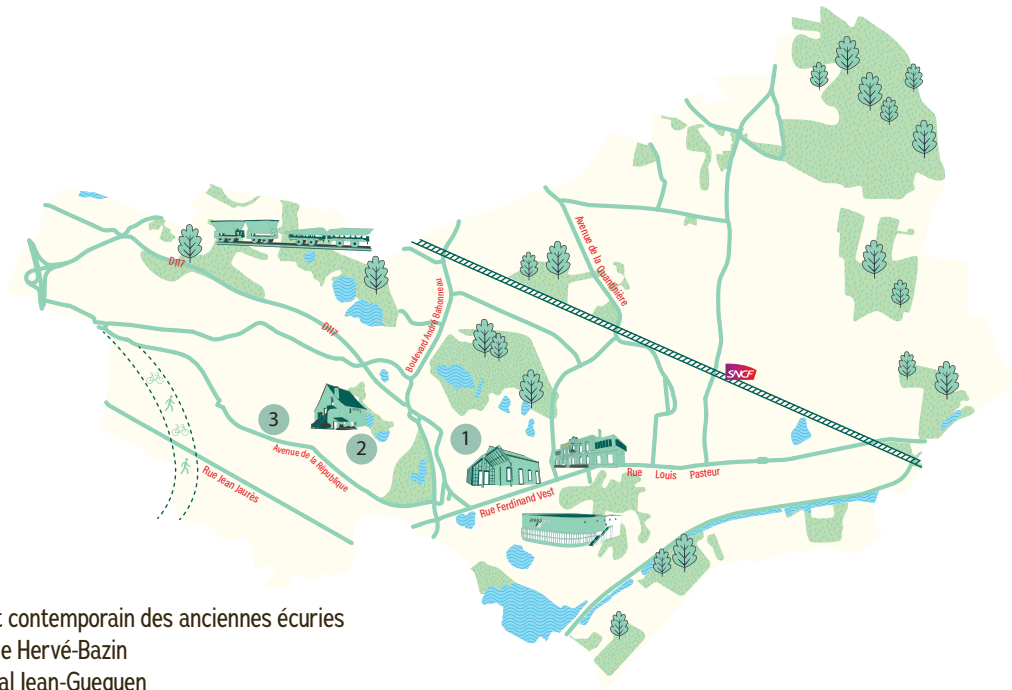 Avenue de la Quantinière
D117
Boulevard André Bahonneau
D117
SNCF
3
1
2
Avenue de la République
Rue Jean Jaurès
Rue Louis Pasteur
Rue Ferdinand Vest
contemporain des anciennes écuries
e Hervé-Bazin
al Jean-Gueguen